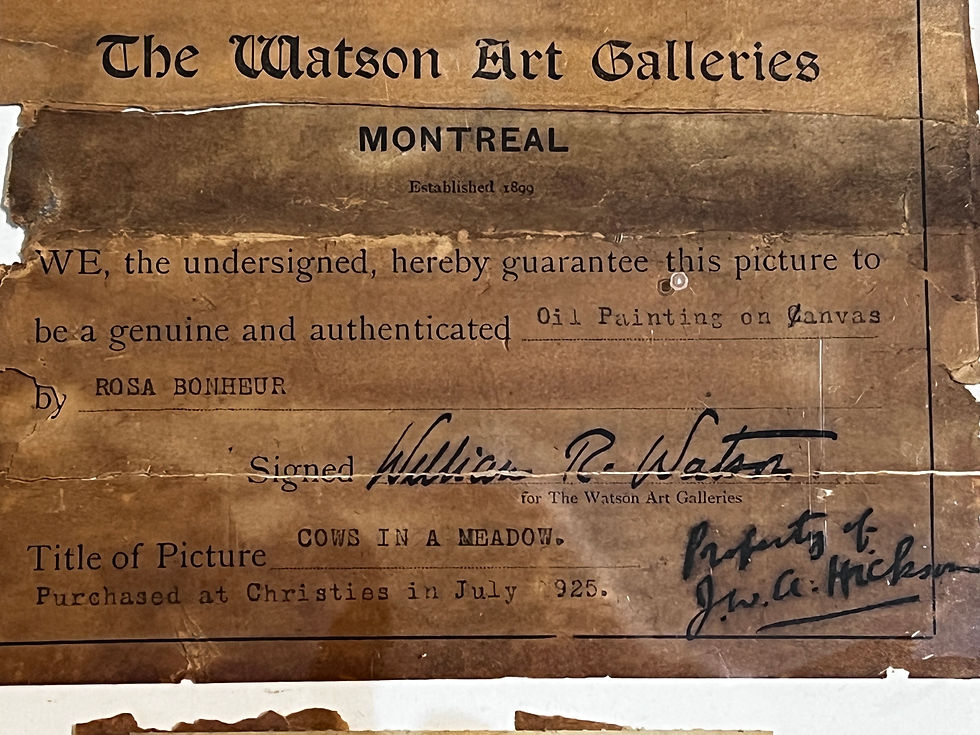 The Watson Art Galleries
MONTREAL
Established 1899
WE, the undersigned, hereby guarantee this picture to
be a genuine and authenticated Oil Painting on Canvas
by ROSA BONHEUR
Signed William R. Watson
for The Watson Art Galleries
Title of Picture COWS IN A MEADOW.
Purchased at Christies in July 925.
Property of
J.W.A. Hickson